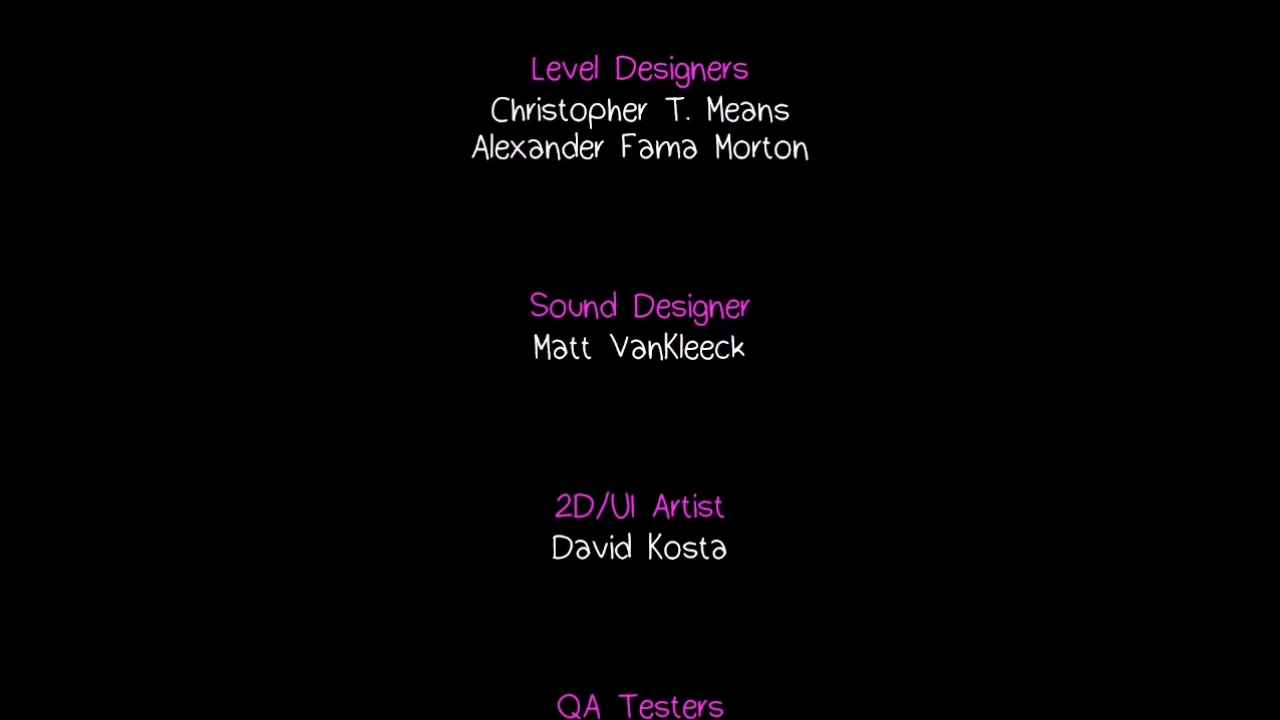 Level Designers
Christopher T. Means
Alexander Fama Morton
Sound Designer
Matt VanKleeck
2D/UI Artist
David Kosta
QA Testers